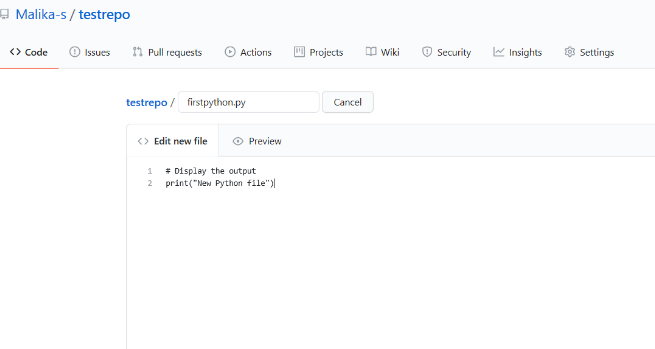 Malika-s / testrepo
Code Issues Pull requests Actions Projects Wiki Security Insights Settings
testrepo / firstpython.py Cancel
Edit new file Preview
1 # Display the output
2 print("New Python file")